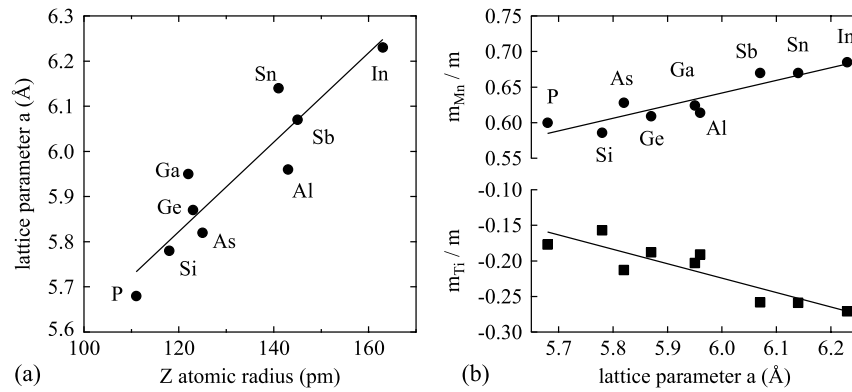 6.3
6.2
6.1
6.0
5.9
5.8
5.7
5.6
lattice parameter a (Å)
Sn
In
Sb
Ga
Al
Ge
As
Si
P
100
120
140
160
180
(a)
Z atomic radius (pm)
0.75
0.70
0.65
0.60
0.55
m_Mn / m
In
Sn
Sb
Ga
As
P
Al
Ge
Si
-0.10
-0.15
-0.20
-0.25
-0.30
m_Ti / m
5.7
5.8
5.9
6.0
6.1
6.2
(b)
lattice parameter a (Å)